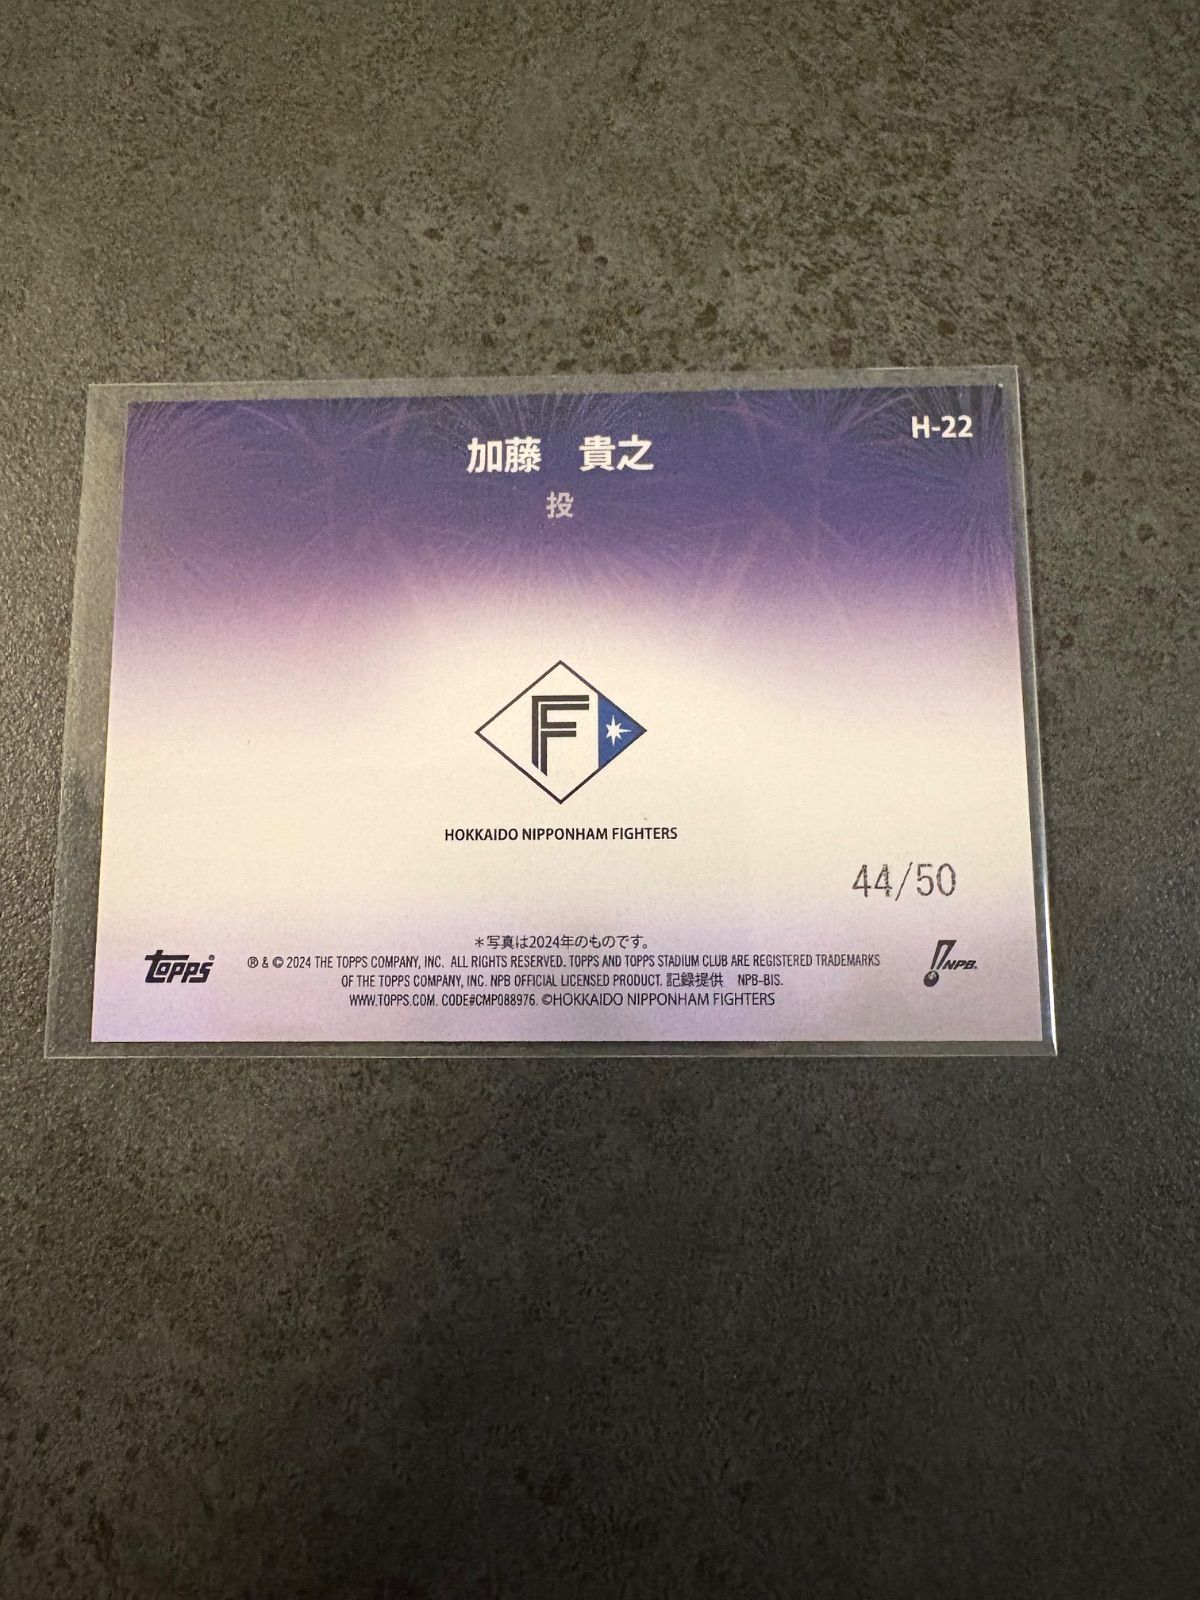 H-22
加藤　貴之
投
F
HOKKAIDO NIPPONHAM FIGHTERS
44/50
＊写真は2024年のものです。
topps®
® & © 2024 THE TOPPS COMPANY, INC. ALL RIGHTS RESERVED. TOPPS AND TOPPS STADIUM CLUB ARE REGISTERED TRADEMARKS
OF THE TOPPS COMPANY, INC. NPB OFFICIAL LICENSED PRODUCT. 記録提供　NPB-BIS.
WWW.TOPPS.COM. CODE#CMP088976. ©HOKKAIDO NIPPONHAM FIGHTERS
NPB